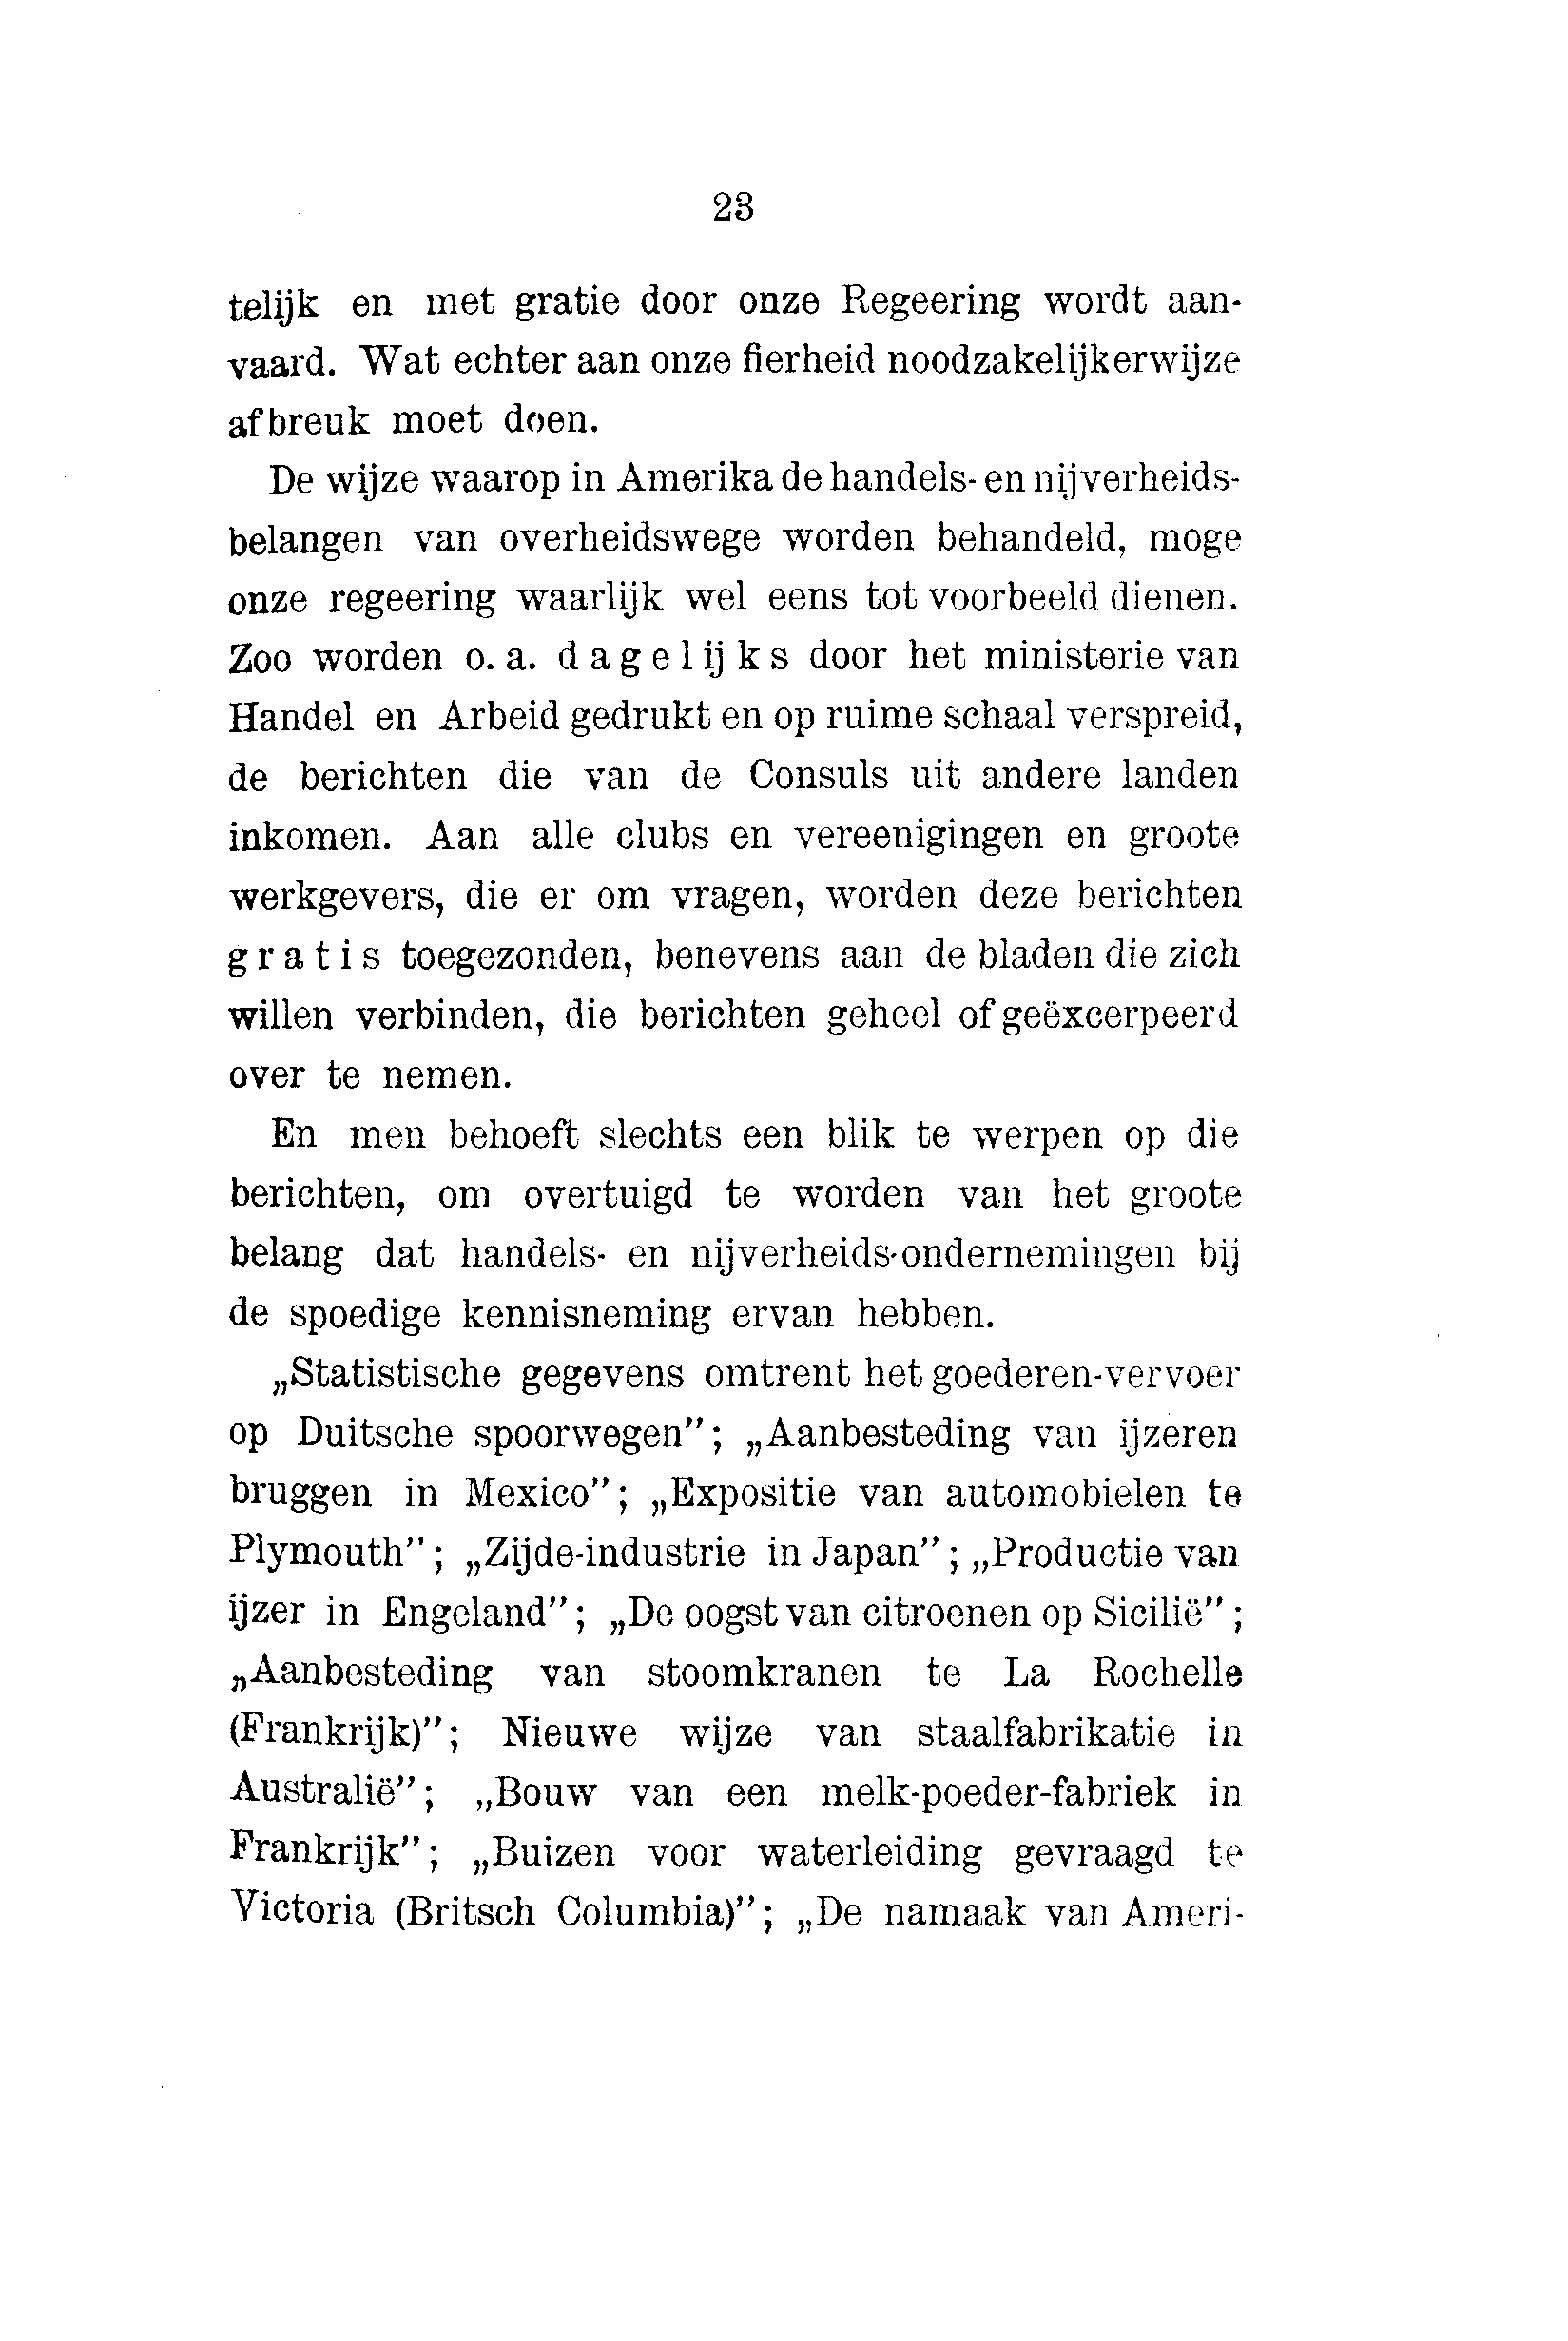 23
telijk en met gratie door onze Regeering wordt aan-
vaard. Wat echter aan onze fierheid noodzakelijkerwijze
afbreuk moet doen.
De wijze waarop in Amerika de handels- en nijverheids-
belangen van overheidswege worden behandeld, moge
onze regeering waarlijk wel eens tot voorbeeld dienen.
Zoo worden o. a. d a g e l ij k s door het ministerie van
Handel en Arbeid gedrukt en op ruime schaal verspreid,
de berichten die van de Consuls uit andere landen
inkomen. Aan alle clubs en vereenigingen en groote
werkgevers, die er om vragen, worden deze berichten
g r a t i s toegezonden, benevens aan de bladen die zich
willen verbinden, die berichten geheel of geëxcerpeerd
over te nemen.
En men behoeft slechts een blik te werpen op die
berichten, om overtuigd te worden van het groote
belang dat handels- en nijverheids-ondernemingen bij
de spoedige kennisneming ervan hebben.
„Statistische gegevens omtrent het goederen-vervoer
op Duitsche spoorwegen”; „Aanbesteding van ijzeren
bruggen in Mexico”; „Expositie van automobielen te
Plymouth”; „Zijde-industrie in Japan”; „Productie van
ijzer in Engeland”; „De oogst van citroenen op Sicilië”;
„Aanbesteding van stoomkranen te La Rochelle
(Frankrijk)”; Nieuwe wijze van staalfabrikatie in
Australië”; „Bouw van een melk-poeder-fabriek in
Frankrijk”; „Buizen voor waterleiding gevraagd te
Victoria (Britsch Columbia)”; „De namaak van Ameri-